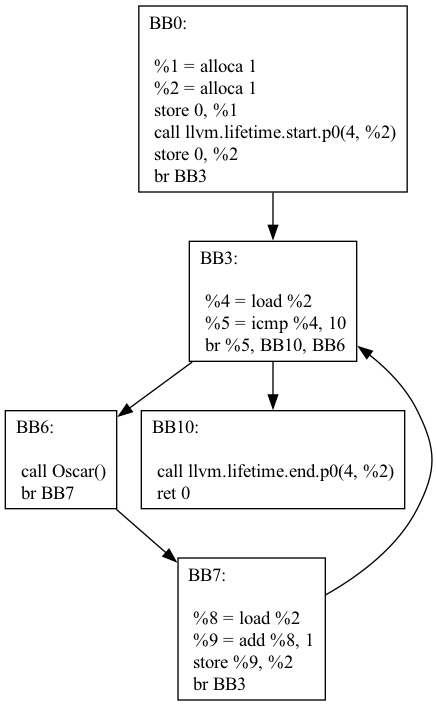 BB0:
%1 = alloca 1
%2 = alloca 1
store 0, %1
call llvm.lifetime.start.p0(4, %2)
store 0, %2
br BB3
BB3:
%4 = load %2
%5 = icmp %4, 10
br %5, BB10, BB6
BB6:
call Oscar()
br BB7
BB10:
call llvm.lifetime.end.p0(4, %2)
ret 0
BB7:
%8 = load %2
%9 = add %8, 1
store %9, %2
br BB3